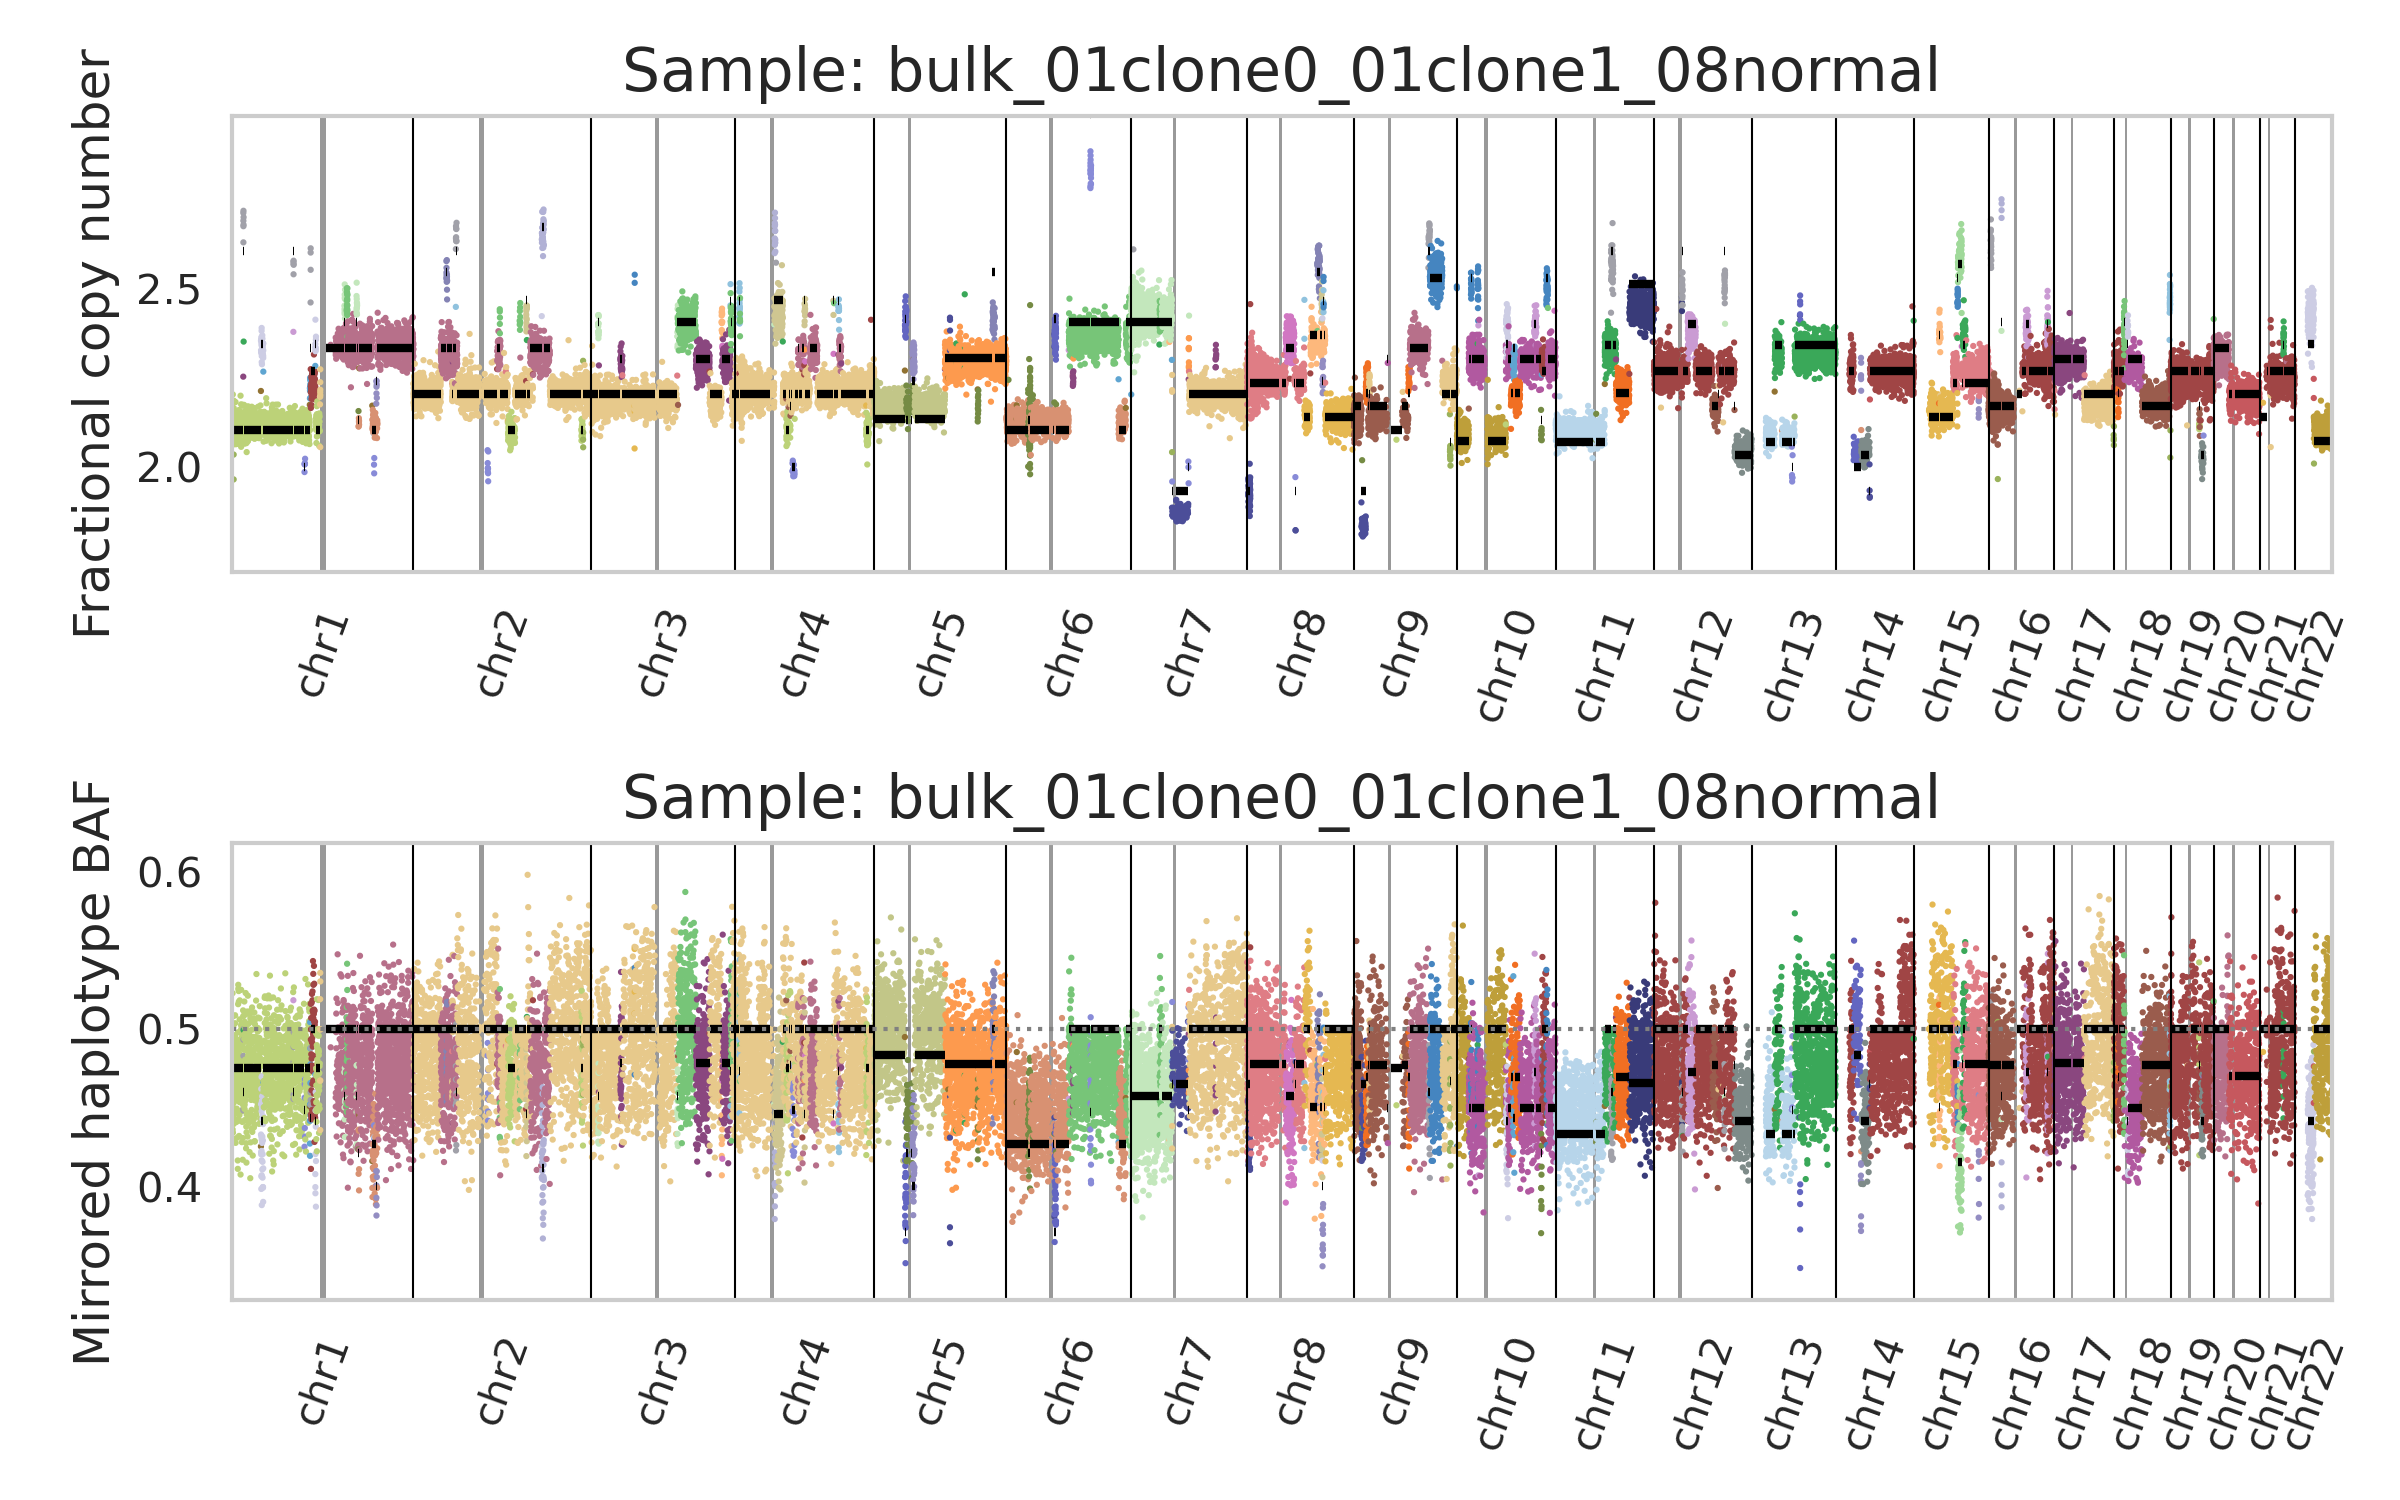 Sample: bulk_01clone0_01clone1_08normal
Fractional copy number
2.5
2.0
chr1 chr2 chr3 chr4 chr5 chr6 chr7 chr8 chr9 chr10 chr11 chr12 chr13 chr14 chr15 chr16 chr17 chr18 chr19 chr20 chr21 chr22
Sample: bulk_01clone0_01clone1_08normal
Mirrored haplotype BAF
0.6
0.5
0.4
chr1 chr2 chr3 chr4 chr5 chr6 chr7 chr8 chr9 chr10 chr11 chr12 chr13 chr14 chr15 chr16 chr17 chr18 chr19 chr20 chr21 chr22